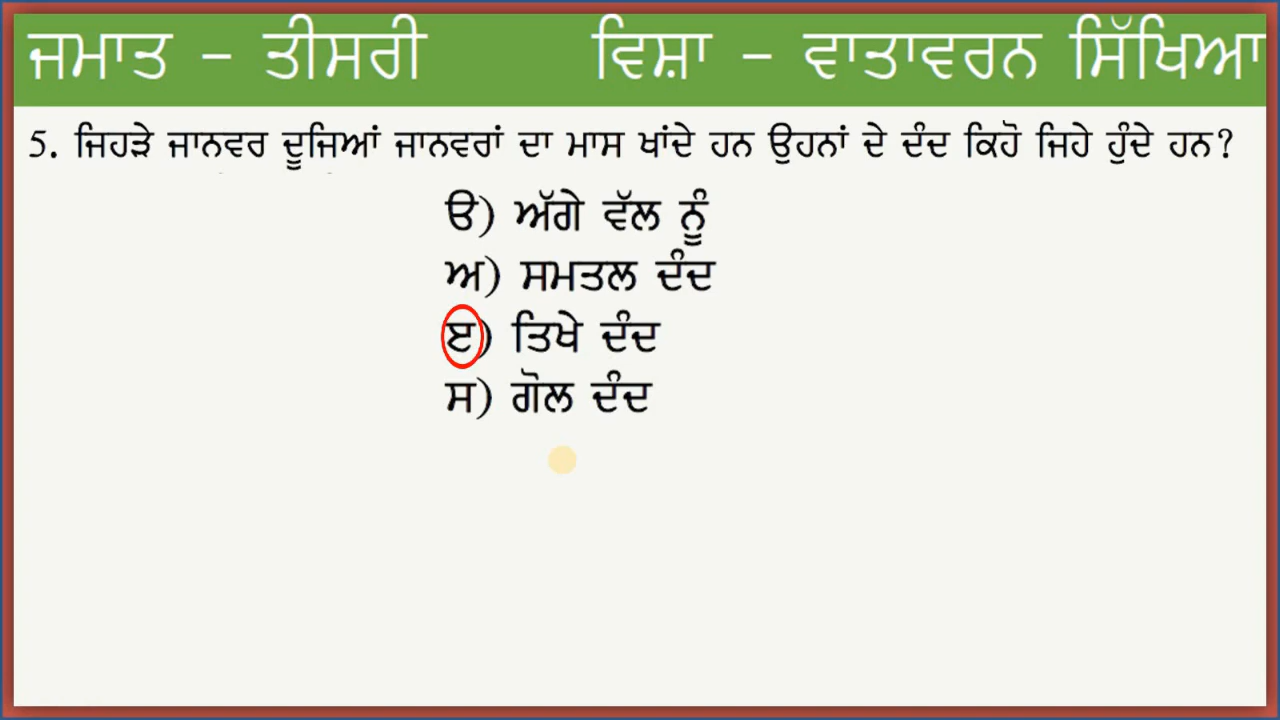 ਜਮਾਤ – ਤੀਸਰੀ ਵਿਸ਼ਾ – ਵਾਤਾਵਰਨ ਸਿੱਖਿਆ
5. ਜਿਹੜੇ ਜਾਨਵਰ ਦੂਜਿਆਂ ਜਾਨਵਰਾਂ ਦਾ ਮਾਸ ਖਾਂਦੇ ਹਨ ਉਹਨਾਂ ਦੇ ਦੰਦ ਕਿਹੋ ਜਿਹੇ ਹੁੰਦੇ ਹਨ?
ੳ) ਅੱਗੇ ਵੱਲ ਨੂੰ
ਅ) ਸਮਤਲ ਦੰਦ
ੲ) ਤਿਖੇ ਦੰਦ
ਸ) ਗੋਲ ਦੰਦ